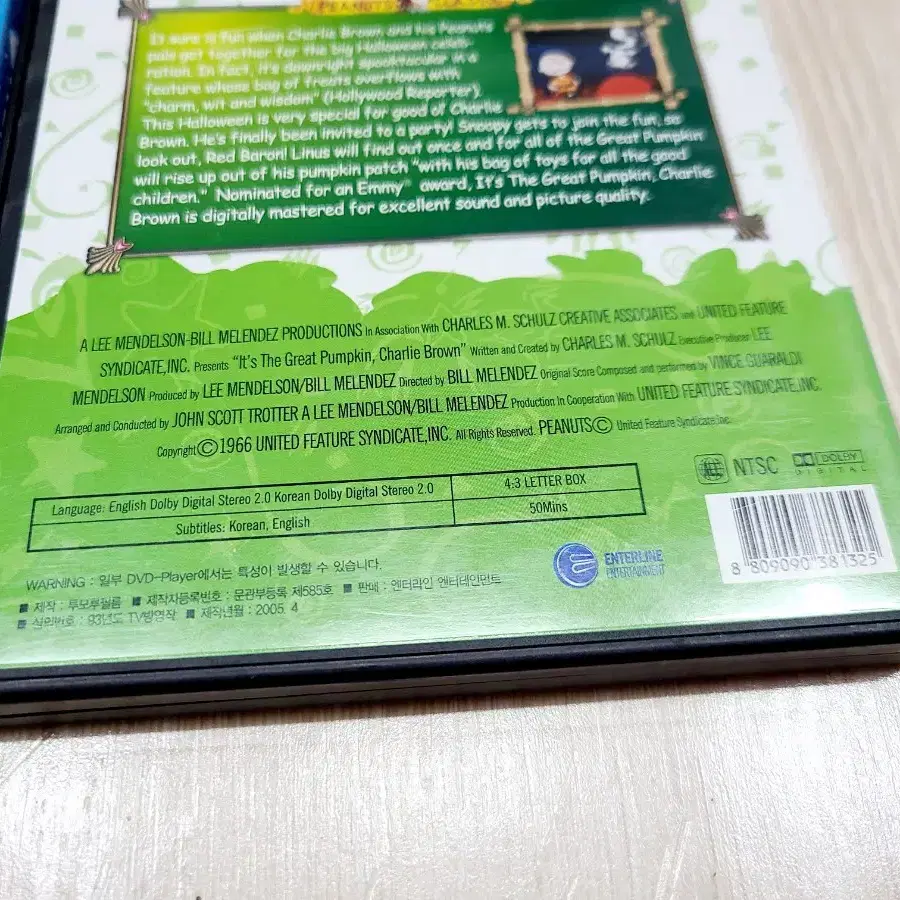 PEANUTS CLASSIC
It sure is fun when Charlie Brown and his Peanuts
pals get together for the big Halloween celeb-
ration. In fact, it's downright spooktacular in a
feature whose bag of treats overflows with
"charm, wit and wisdom" (Hollywood Reporter).
This Halloween is very special for good ol Charlie
Brown. He's finally been invited to a party! Snoopy gets to join the fun, so
look out, Red Baron! Linus will find out once and for all of the Great Pumpkin
will rise up out of his pumpkin patch "with his bag of toys for all the good
children." Nominated for an Emmy® award, It's The Great Pumpkin, Charlie
Brown is digitally mastered for excellent sound and picture quality.
A LEE MENDELSON-BILL MELENDEZ PRODUCTIONS In Association With CHARLES M. SCHULZ CREATIVE ASSOCIATES and UNITED FEATURE
SYNDICATE,INC. Presents "It's The Great Pumpkin, Charlie Brown" Written and Created by CHARLES M. SCHULZ Executive Producer LEE
MENDELSON Produced by LEE MENDELSON/BILL MELENDEZ Directed by BILL MELENDEZ Original Score Composed and performed by VINCE GUARALDI
Arranged and Conducted by JOHN SCOTT TROTTER A LEE MENDELSON/BILL MELENDEZ Production In Cooperation With UNITED FEATURE SYNDICATE,INC.
Copyright©1966 UNITED FEATURE SYNDICATE,INC. All Rights Reserved. PEANUTS© United Feature Syndicate,Inc.
NTSC DOLBY
DIGITAL
Language: English Dolby Digital Stereo 2.0 Korean Dolby Digital Stereo 2.0
4:3 LETTER BOX
Subtitles: Korean, English
50Mins
ENTERLINE
ENTERTAINMENT
8 809090 381325
WARNING : 일부 DVD-Player에서는 특성이 발생할 수 있습니다.
■ 제작 : 투모루필름 ■ 제작자등록번호 : 문관부등록 제585호 ■ 판매 : 엔터라인 엔터테인먼트
■ 심의번호 : 93년도 TV방영작 ■ 제작년월 : 2005. 4